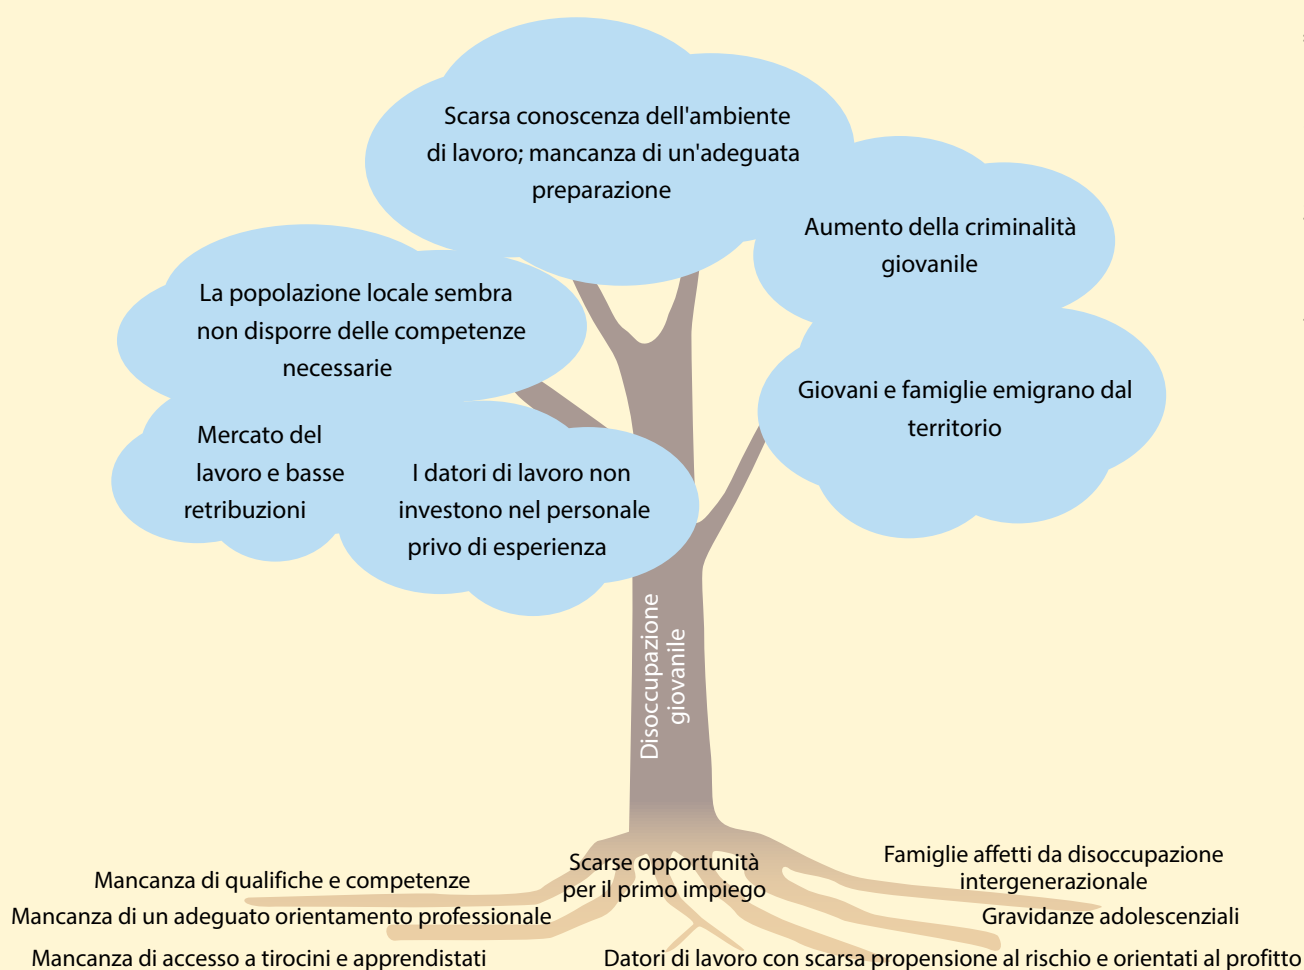 Scarsa conoscenza dell'ambiente
di lavoro; mancanza di un'adeguata
preparazione
Aumento della criminalità
giovanile
La popolazione locale sembra
non disporre delle competenze
necessarie
Giovani e famiglie emigrano dal
territorio
Mercato del
lavoro e basse
retribuzioni
I datori di lavoro non
investono nel personale
privo di esperienza
Disoccupazione
giovanile
Scarse opportunità
per il primo impiego
Famiglie affetti da disoccupazione
intergenerazionale
Mancanza di qualifiche e competenze
Mancanza di un adeguato orientamento professionale
Gravidanze adolescenziali
Mancanza di accesso a tirocini e apprendistati
Datori di lavoro con scarsa propensione al rischio e orientati al profitto